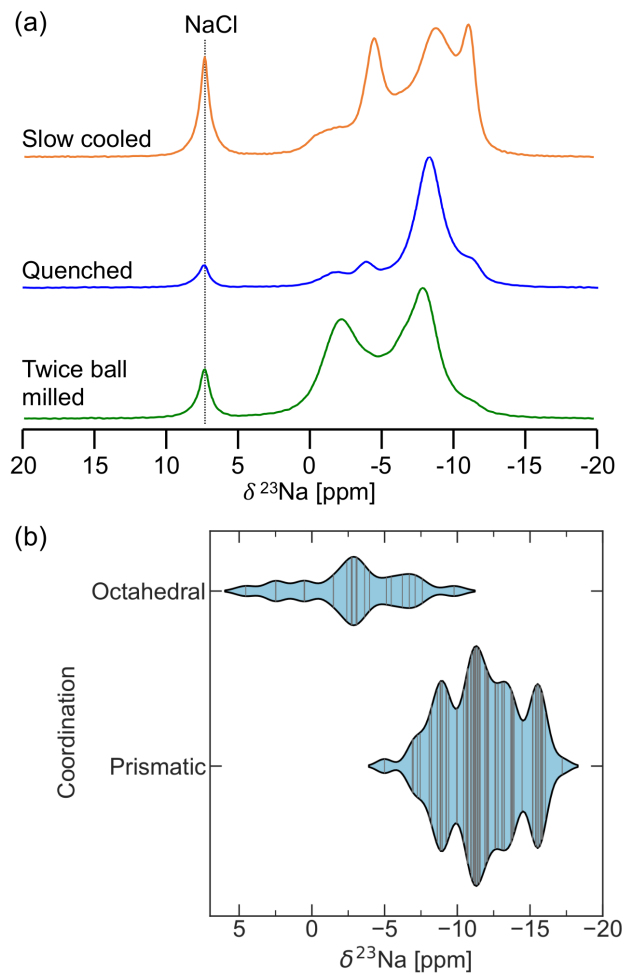 (a)
NaCl
Slow cooled
Quenched
Twice ball
milled
20 15 10 5 0 -5 -10 -15 -20
δ ²³Na [ppm]
(b)
Octahedral
Prismatic
Coordination
5 0 −5 −10 −15 −20
δ²³Na [ppm]